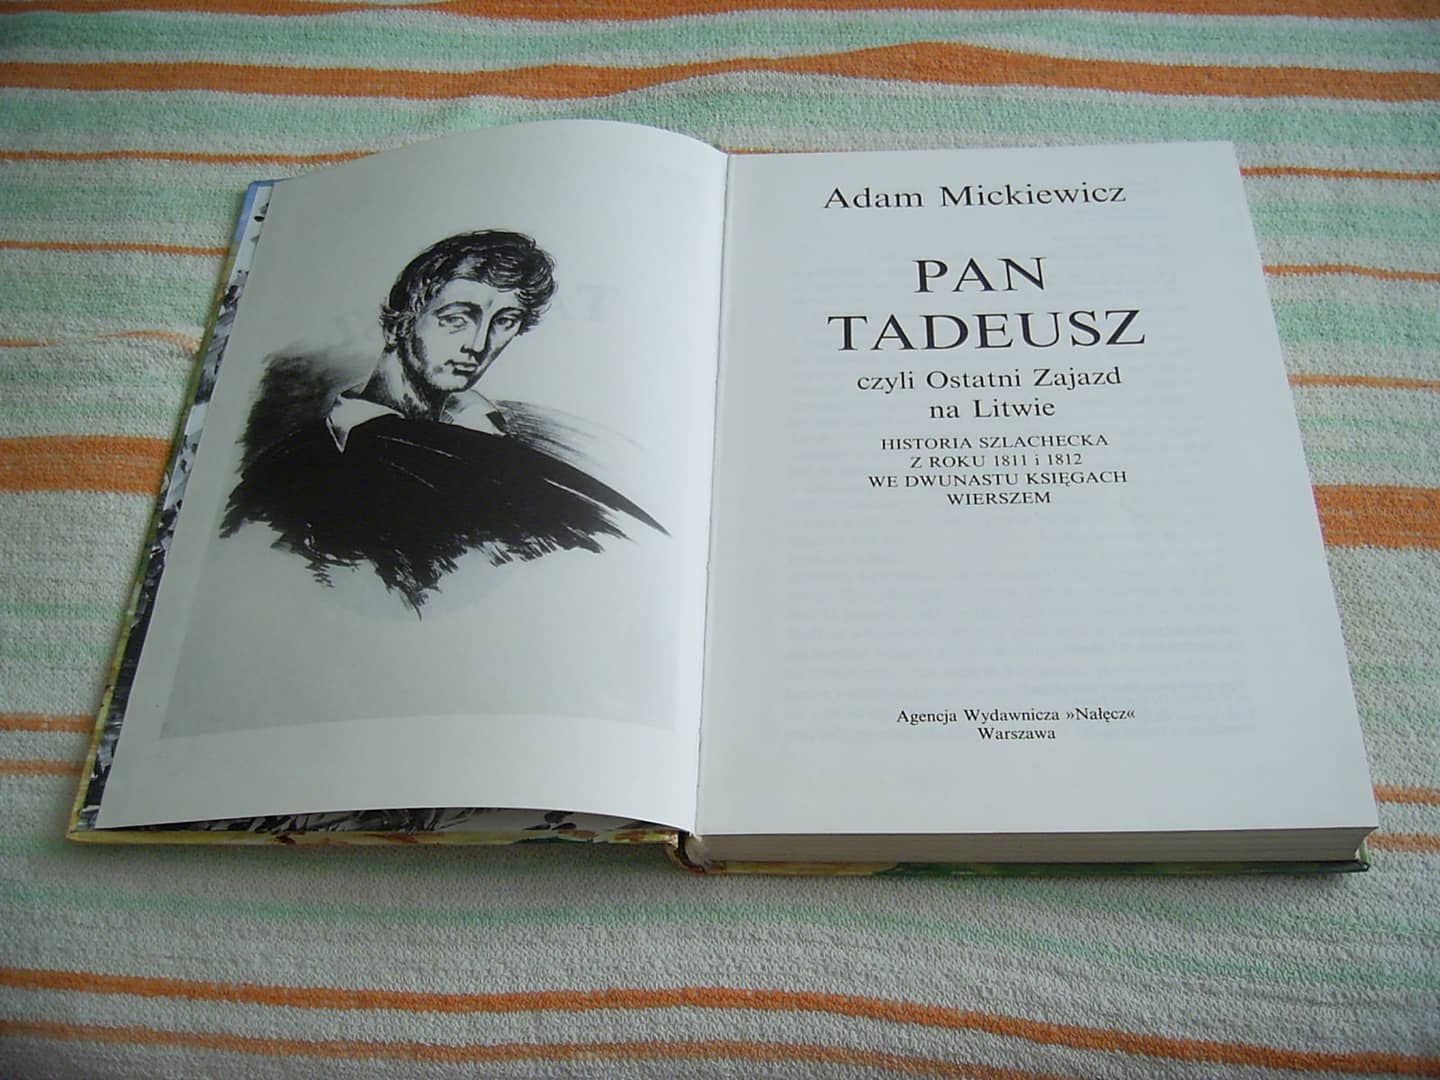 Adam Mickiewicz
PAN
TADEUSZ
czyli Ostatni Zajazd
na Litwie
HISTORIA SZLACHECKA
Z ROKU 1811 i 1812
WE DWUNASTU KSIĘGACH
WIERSZEM
Agencja Wydawnicza »Nałęcz«
Warszawa